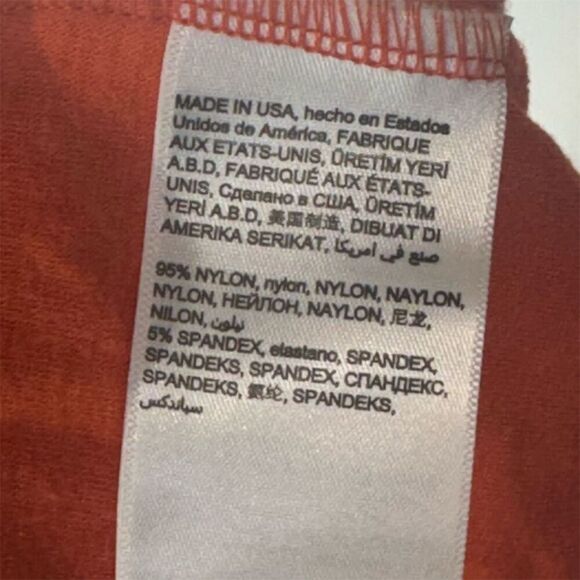 MADE IN USA, hecho en Estados
Unidos de América, FABRIQUE
AUX ETATS-UNIS, ÜRETİM YERİ
A.B.D, FABRIQUÉ AUX ÉTATS-
UNIS, Сделано в США, ÜRETİM
YERİ A.B.D, 美国制造, DIBUAT DI
AMERIKA SERIKAT, صنع في امريكا
95% NYLON, nylon, NYLON, NAYLON,
NYLON, НЕЙЛОН, NAYLON, 尼龙,
NILON, نيلون,
5% SPANDEX, elastano, SPANDEX,
SPANDEKS, SPANDEX, СПАНДЕКС,
SPANDEKS, 氨纶, SPANDEKS,
سباندكس